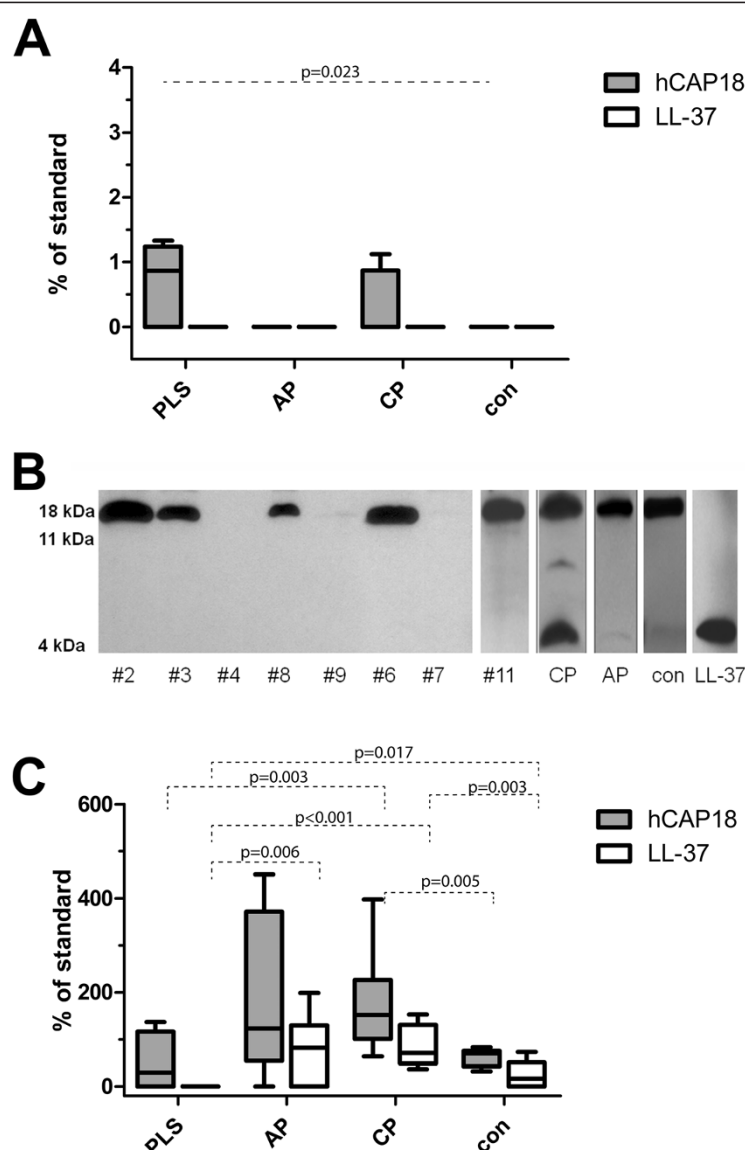 A
p=0.023
hCAP18
LL-37
% of standard
4
3
2
1
0
PLS AP CP con
B
18 kDa
11 kDa
4 kDa
#2 #3 #4 #8 #9 #6 #7 #11 CP AP con LL-37
C
p=0.017
p=0.003 p=0.003
p<0.001
p=0.006
p=0.005
hCAP18
LL-37
% of standard
600
400
200
0
PLS AP CP con